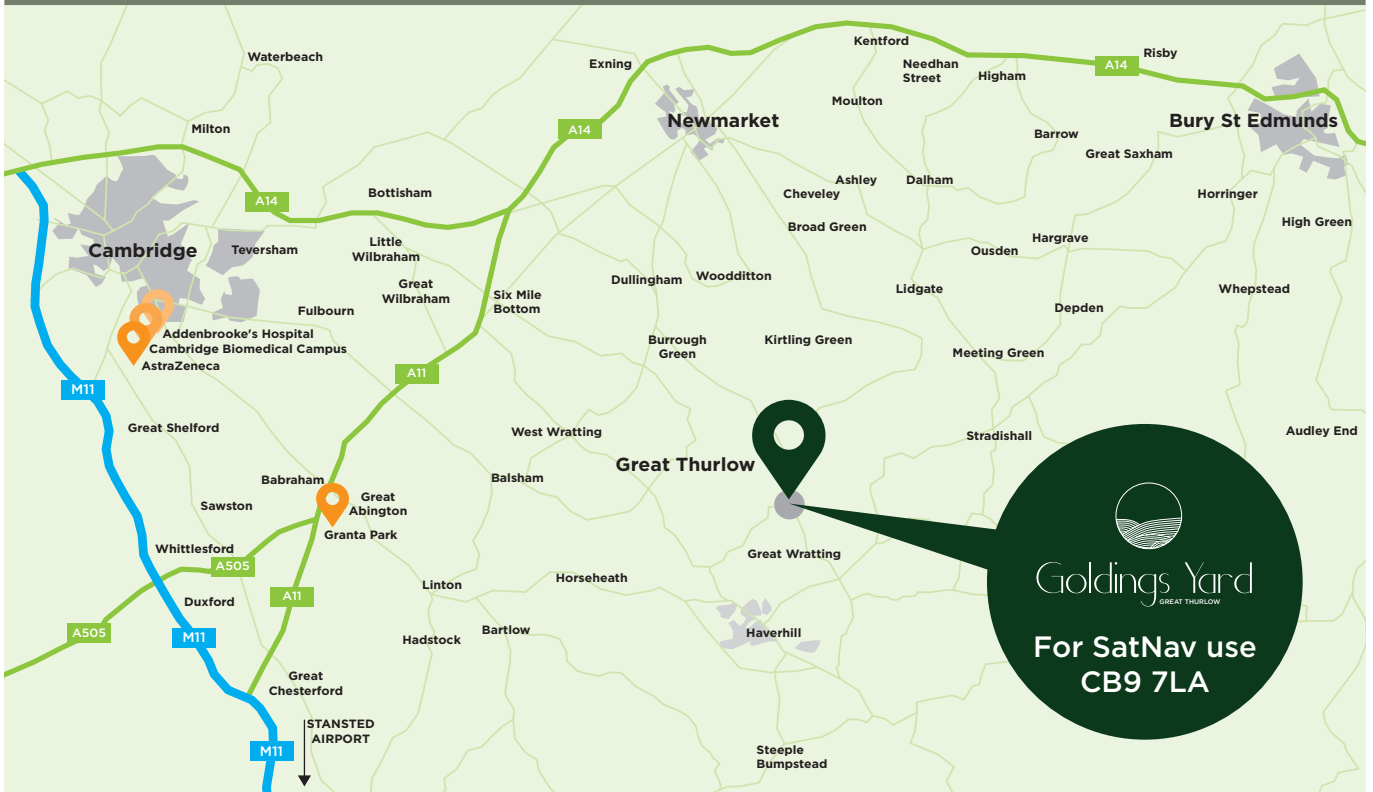 Kentford
Risby
Waterbeach
Exning
Needhan
Street
A14
Higham
Moulton
Newmarket
Bury St Edmunds
Milton
A14
Barrow
Great Saxham
Ashley
Dalham
Cheveley
Bottisham
Horringer
A14
High Green
Broad Green
Hargrave
Cambridge
Teversham
Little
Wilbraham
Ousden
Dullingham
Woodditton
Great
Wilbraham
Six Mile
Bottom
Lidgate
Whepstead
Fulbourn
Depden
Addenbrooke's Hospital
Cambridge Biomedical Campus
AstraZeneca
Burrough
Green
Kirtling Green
Meeting Green
A11
M11
Great Shelford
West Wratting
Stradishall
Audley End
Great Thurlow
Babraham
Balsham
Sawston
Great
Abington
Granta Park
Whittlesford
Great Wratting
A505
Horseheath
Linton
Goldings Yard
GREAT THURLOW
For SatNav use
CB9 7LA
A11
Duxford
A505
M11
Hadstock
Bartlow
Haverhill
Great
Chesterford
STANSTED
AIRPORT
M11
Steeple
Bumpstead